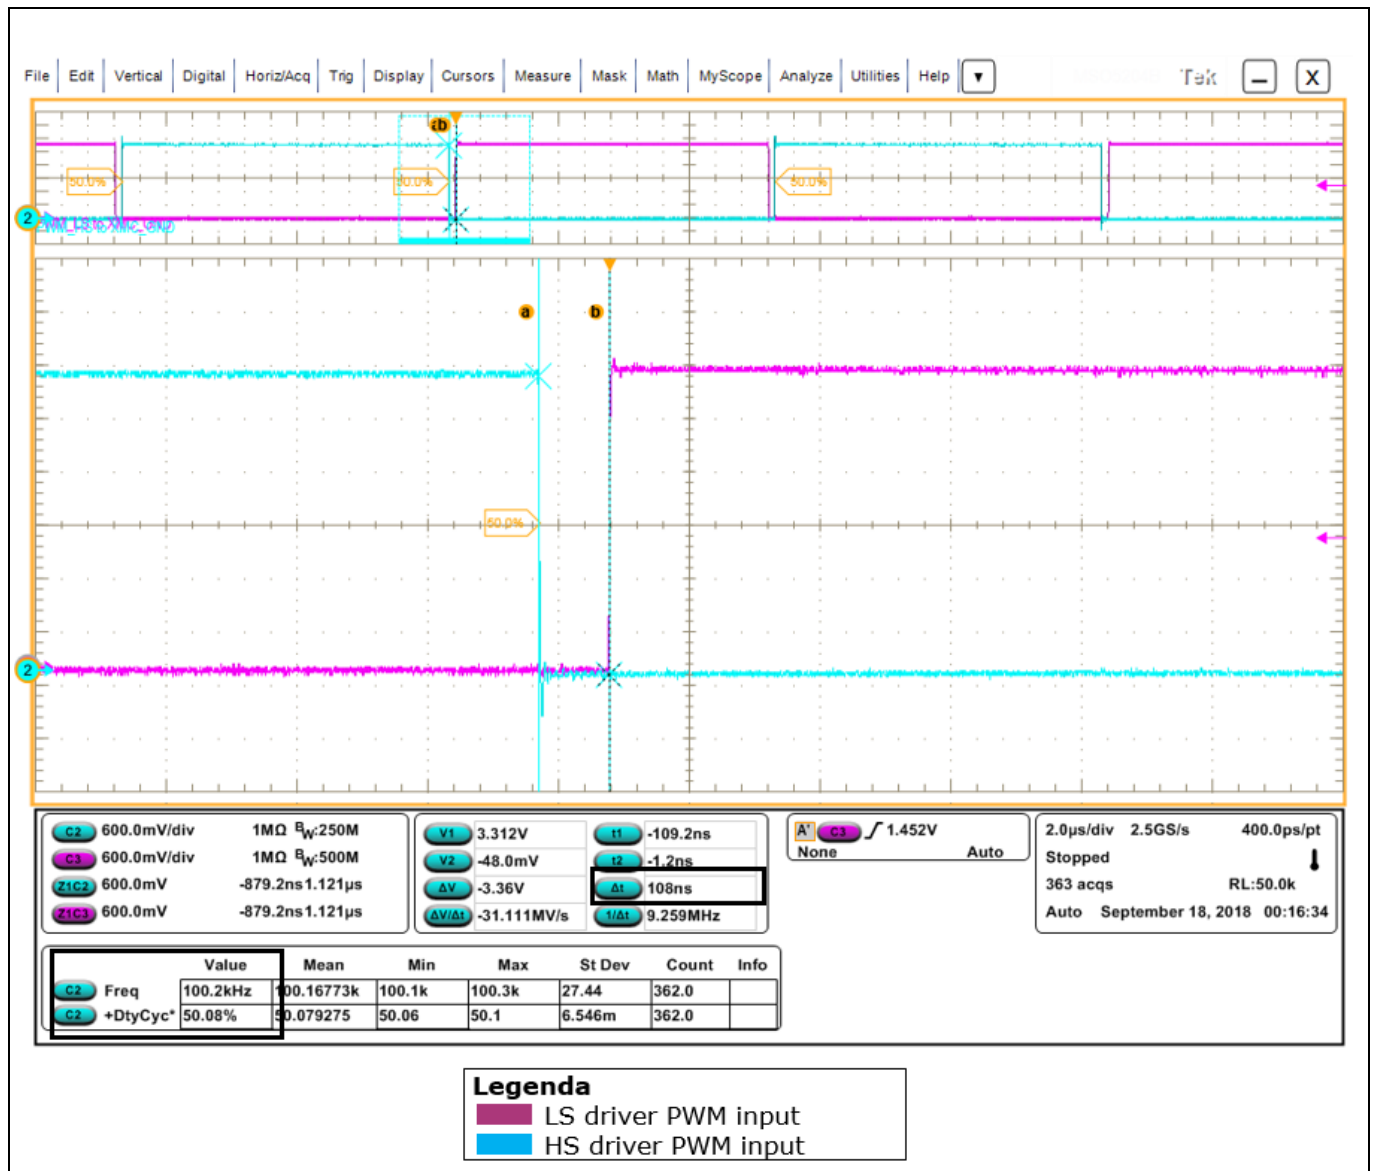 File Edit Vertical Digital Horiz/Acq Trig Display Cursors Measure Mask Math MyScope Analyze Utilities Help Tek X
ab
50.0% 50.0% 50.0%
2
a b
50.0%
2
C2 600.0mV/div 1MΩ BW:250M
C3 600.0mV/div 1MΩ BW:500M
Z1C2 600.0mV -879.2ns 1.121µs
Z1C3 600.0mV -879.2ns 1.121µs
V1 3.312V t1 -109.2ns
V2 -48.0mV t2 -1.2ns
ΔV -3.36V Δt 108ns
ΔV/Δt -31.111MV/s 1/Δt 9.259MHz
A' C3 1.452V
None Auto
2.0µs/div 2.5GS/s 400.0ps/pt
Stopped
363 acqs RL:50.0k
Auto September 18, 2018 00:16:34
Value Mean Min Max St Dev Count Info
C2 Freq 100.2kHz 100.16773k 100.1k 100.3k 27.44 362.0
C2 +DtyCyc* 50.08% 50.079275 50.06 50.1 6.546m 362.0
Legenda
LS driver PWM input
HS driver PWM input